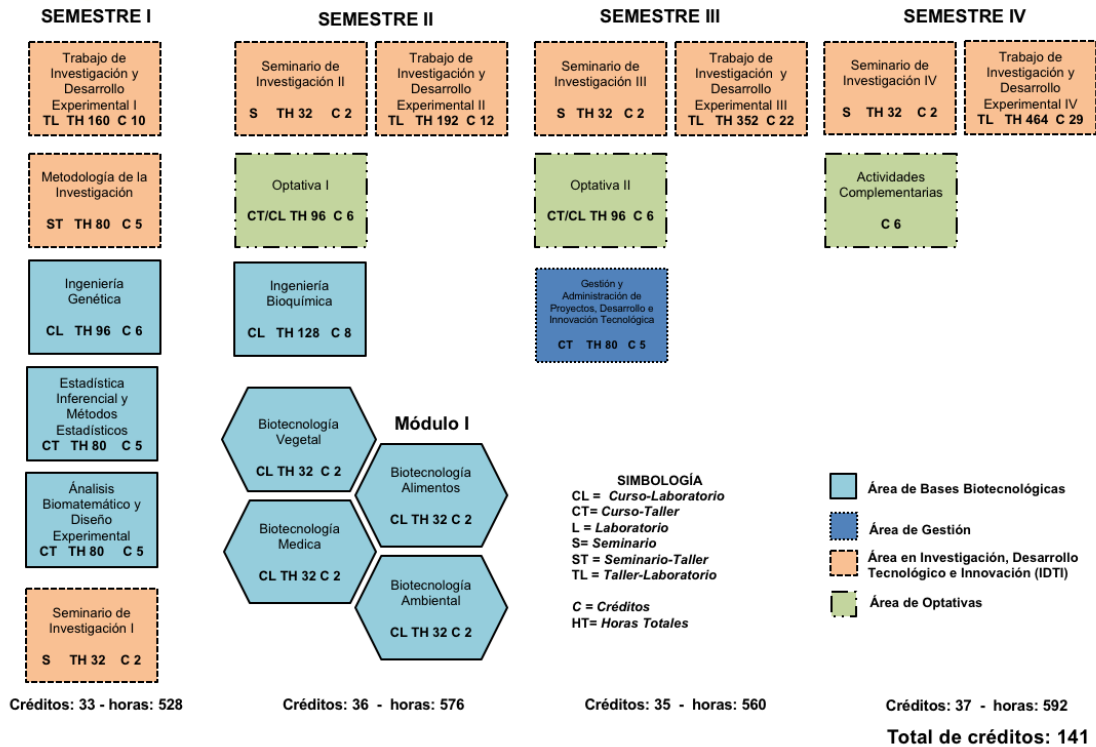 SEMESTRE I
Trabajo de
Investigación y
Desarrollo
Experimental I
TL TH 160 C 10
Metodología de la
Investigación
ST TH 80 C 5
Ingeniería
Genética
CL TH 96 C 6
Estadística
Inferencial y
Métodos
Estadísticos
CT TH 80 C 5
Ánalisis
Biomatemático y
Diseño
Experimental
CT TH 80 C 5
Seminario de
Investigación I
S TH 32 C 2
Créditos: 33 - horas: 528
SEMESTRE II
Seminario de
Investigación II
S TH 32 C 2
Trabajo de
Investigación y
Desarrollo
Experimental II
TL TH 192 C 12
Optativa I
CT/CL TH 96 C 6
Ingeniería
Bioquímica
CL TH 128 C 8
Módulo I
Biotecnología
Vegetal
CL TH 32 C 2
Biotecnología
Alimentos
CL TH 32 C 2
Biotecnología
Medica
CL TH 32 C 2
Biotecnología
Ambiental
CL TH 32 C 2
Créditos: 36 - horas: 576
SEMESTRE III
Seminario de
Investigación III
S TH 32 C 2
Trabajo de
Investigación y
Desarrollo
Experimental III
TL TH 352 C 22
Optativa II
CT/CL TH 96 C 6
Gestión y
Administración de
Proyectos, Desarrollo e
Innovación Tecnológica
CT TH 80 C 5
SIMBOLOGÍA
CL = Curso-Laboratorio
CT= Curso-Taller
L = Laboratorio
S= Seminario
ST = Seminario-Taller
TL = Taller-Laboratorio
C = Créditos
HT= Horas Totales
Créditos: 35 - horas: 560
SEMESTRE IV
Seminario de
Investigación IV
S TH 32 C 2
Trabajo de
Investigación y
Desarrollo
Experimental IV
TL TH 464 C 29
Actividades
Complementarias
C 6
Área de Bases Biotecnológicas
Área de Gestión
Área en Investigación, Desarrollo
Tecnológico e Innovación (IDTI)
Área de Optativas
Créditos: 37 - horas: 592
Total de créditos: 141